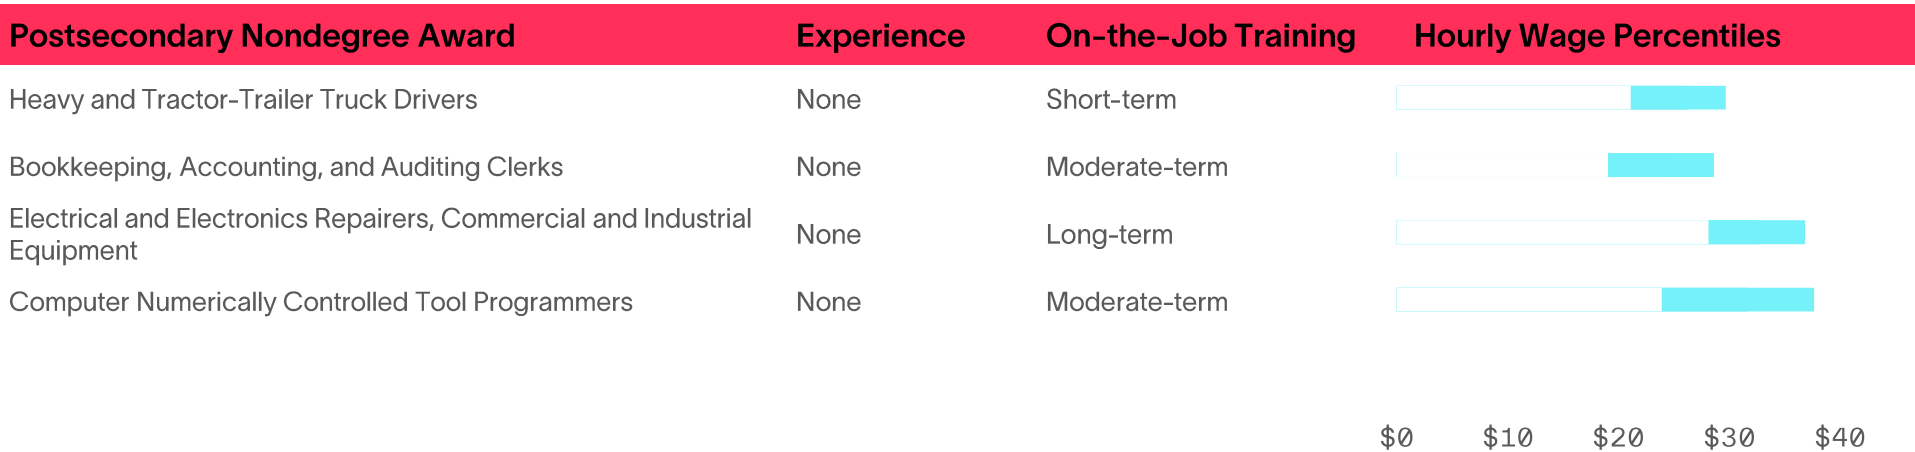 Postsecondary Nondegree Award Experience On-the-Job Training Hourly Wage Percentiles
Heavy and Tractor-Trailer Truck Drivers None Short-term
Bookkeeping, Accounting, and Auditing Clerks None Moderate-term
Electrical and Electronics Repairers, Commercial and Industrial
Equipment None Long-term
Computer Numerically Controlled Tool Programmers None Moderate-term
$0 $10 $20 $30 $40